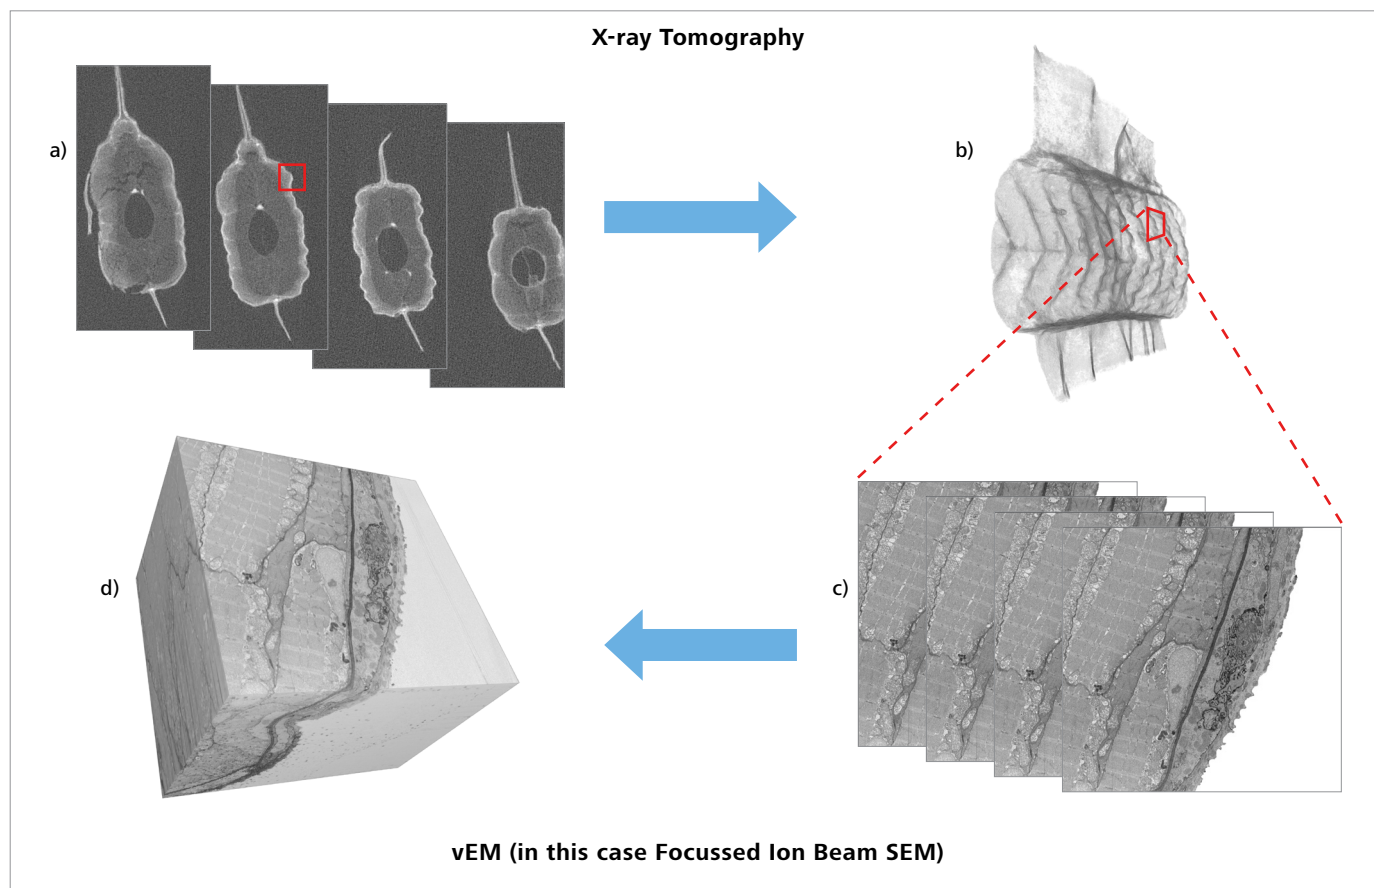 X-ray Tomography
a)
b)
d)
c)
vEM (in this case Focussed Ion Beam SEM)